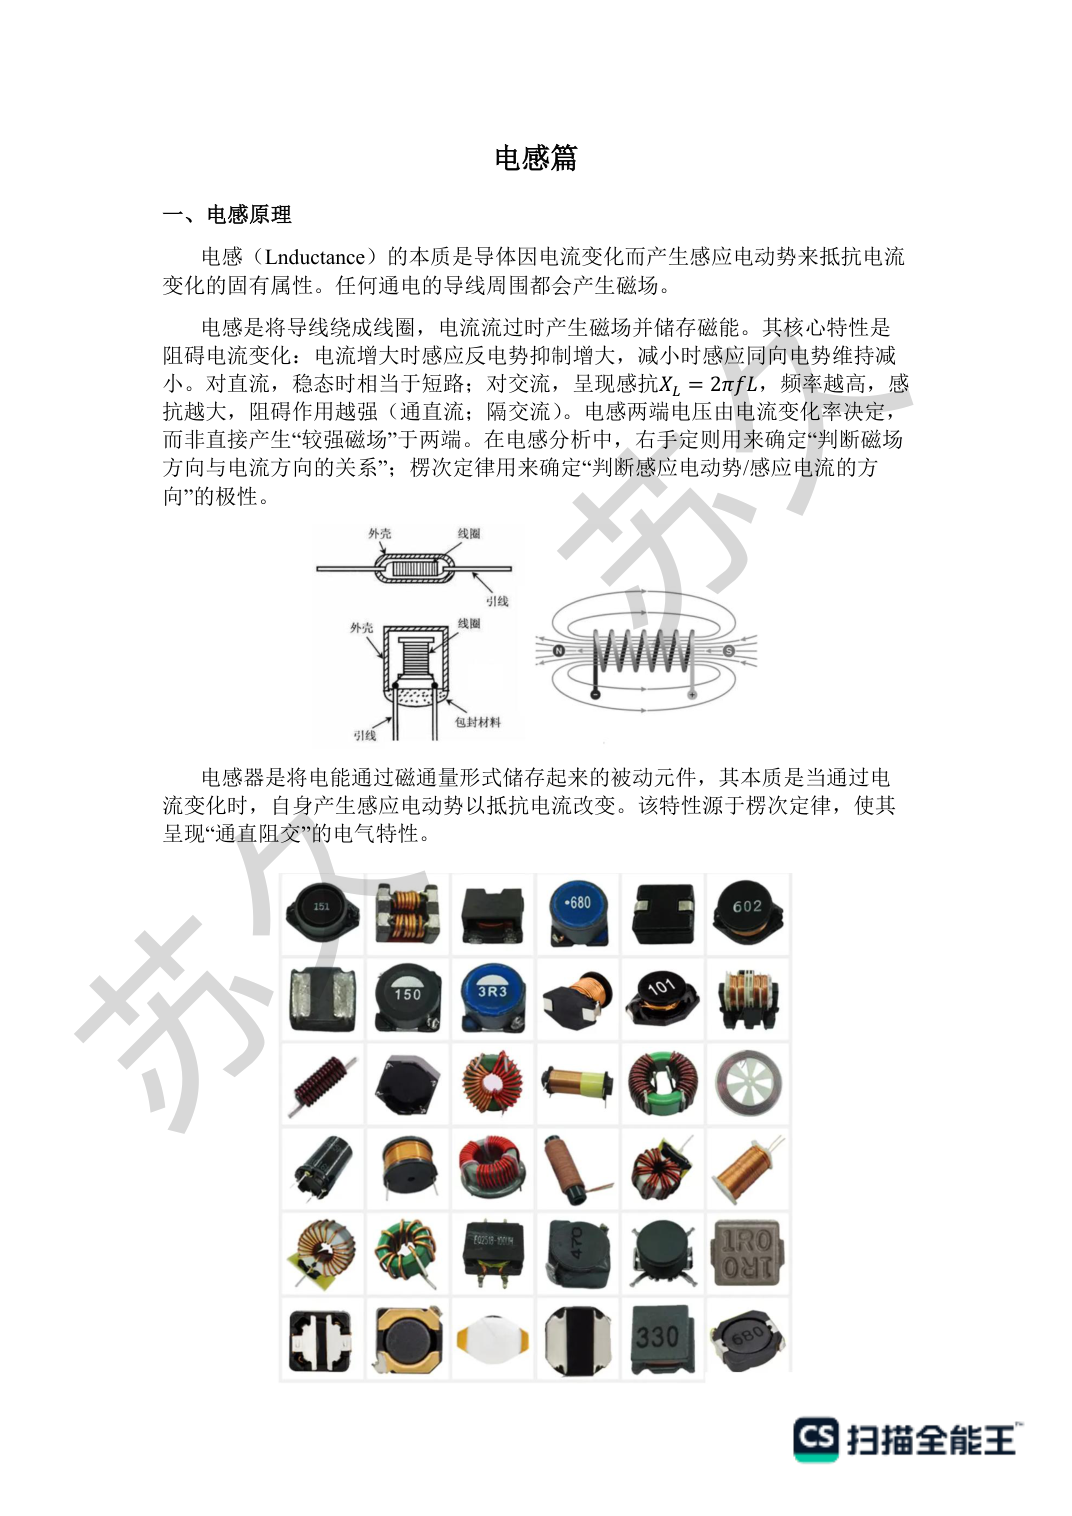 电感篇
一、电感原理
电感（Lnductance）的本质是导体因电流变化而产生感应电动势来抵抗电流
变化的固有属性。任何通电的导线周围都会产生磁场。
电感是将导线绕成线圈，电流流过时产生磁场并储存磁能。其核心特性是
阻碍电流变化：电流增大时感应反电势抑制增大，减小时感应同向电势维持减
小。对直流，稳态时相当于短路；对交流，呈现感抗X_L = 2πfL，频率越高，感
抗越大，阻碍作用越强（通直流；隔交流）。电感两端电压由电流变化率决定，
而非直接产生“较强磁场”于两端。在电感分析中，右手定则用来确定“判断磁场
方向与电流方向的关系”；楞次定律用来确定“判断感应电动势/感应电流的方
向”的极性。
外壳 线圈
引线
外壳 线圈
包封材料
引线
N S
电感器是将电能通过磁通量形式储存起来的被动元件，其本质是当通过电
流变化时，自身产生感应电动势以抵抗电流改变。该特性源于楞次定律，使其
呈现“通直阻交”的电气特性。
151 680 602
150 3R3 101
470 1R0 1R0
330 680
苏久
苏久
CS 扫描全能王™